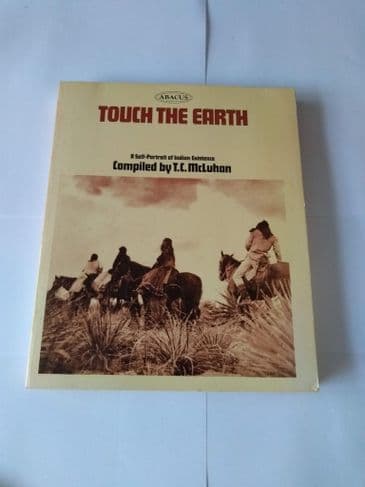 ABACUS
TOUCH THE EARTH
A Self-Portrait of Indian Existence
Compiled by T.C. McLuhan